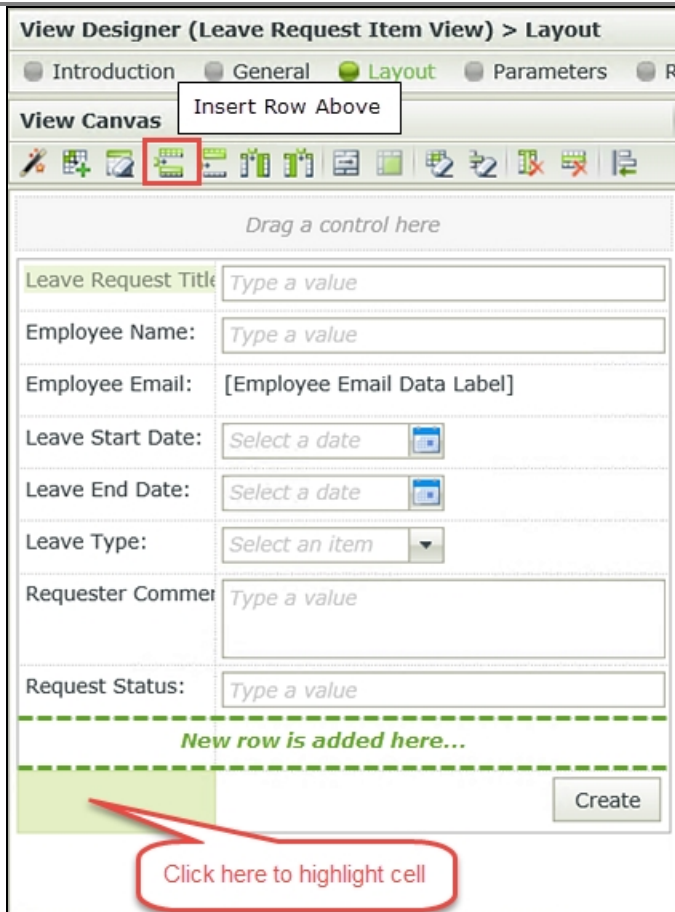 View Designer (Leave Request Item View) > Layout
Introduction General Layout Parameters R
Insert Row Above
View Canvas
Drag a control here
Leave Request Title Type a value
Employee Name: Type a value
Employee Email: [Employee Email Data Label]
Leave Start Date: Select a date
Leave End Date: Select a date
Leave Type: Select an item
Requester Commen Type a value
Request Status: Type a value
New row is added here...
Create
Click here to highlight cell